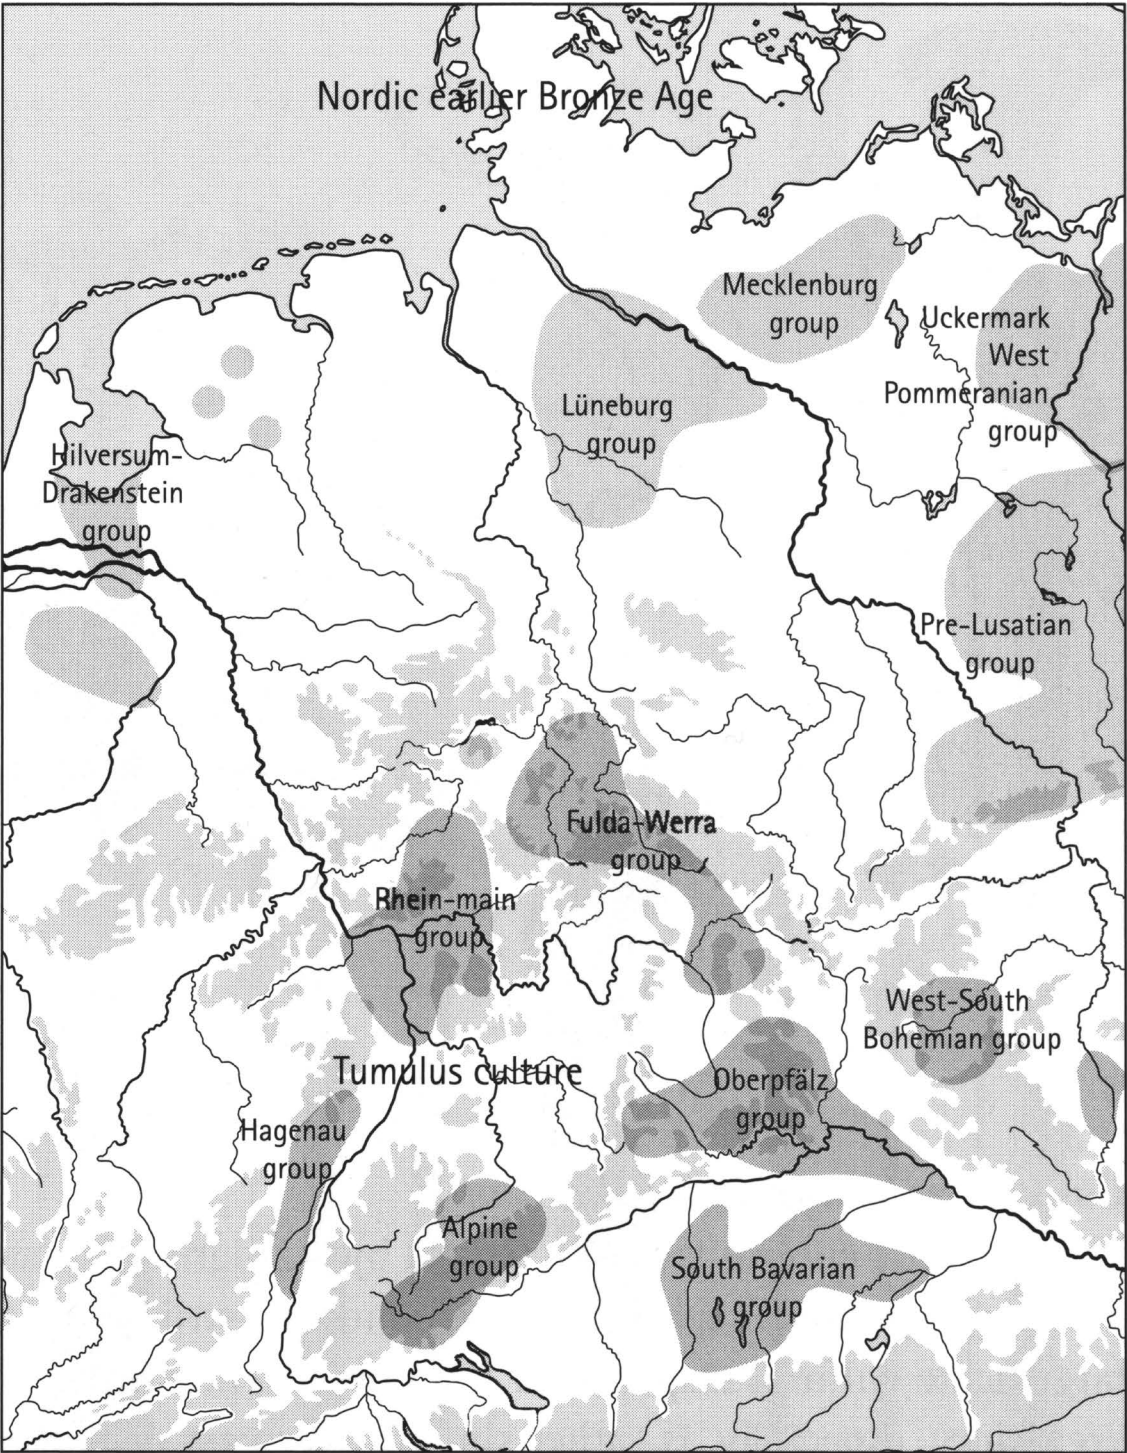 Nordic earlier Bronze Age
Mecklenburg
group
Uckermark
West
Pommeranian
group
Lüneburg
group
Hilversum-
Drakenstein
group
Pre-Lusatian
group
Fulda-Werra
group
Rhein-main
group
West-South
Bohemian group
Tumulus culture
Oberpfälz
group
Hagenau
group
Alpine
group
South Bavarian
group